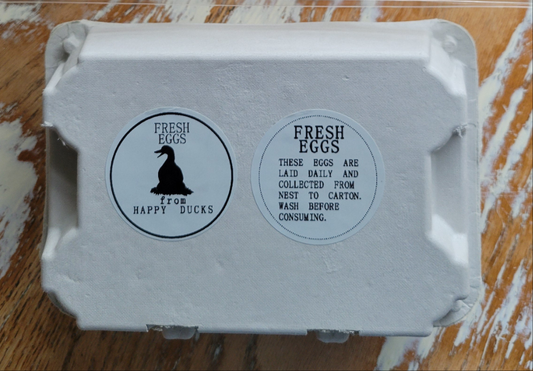 FRESH
EGGS
from
HAPPY DUCKS
FRESH
EGGS
THESE EGGS ARE
LAID DAILY AND
COLLECTED FROM
NEST TO CARTON.
WASH BEFORE
CONSUMING.